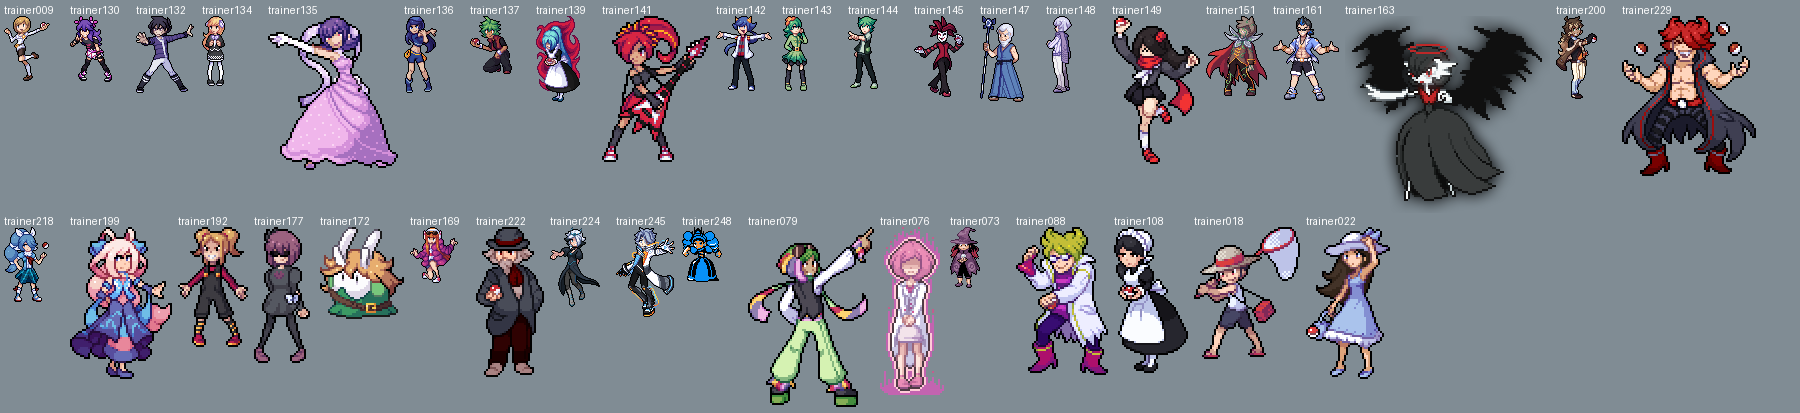 trainer009 trainer130 trainer132 trainer134 trainer135 trainer136 trainer137 trainer139 trainer141 trainer142 trainer143 trainer144 trainer145 trainer147 trainer148 trainer149 trainer151 trainer161 trainer163 trainer200 trainer229
trainer218 trainer199 trainer192 trainer177 trainer172 trainer169 trainer222 trainer224 trainer245 trainer248 trainer079 trainer076 trainer073 trainer088 trainer108 trainer018 trainer022